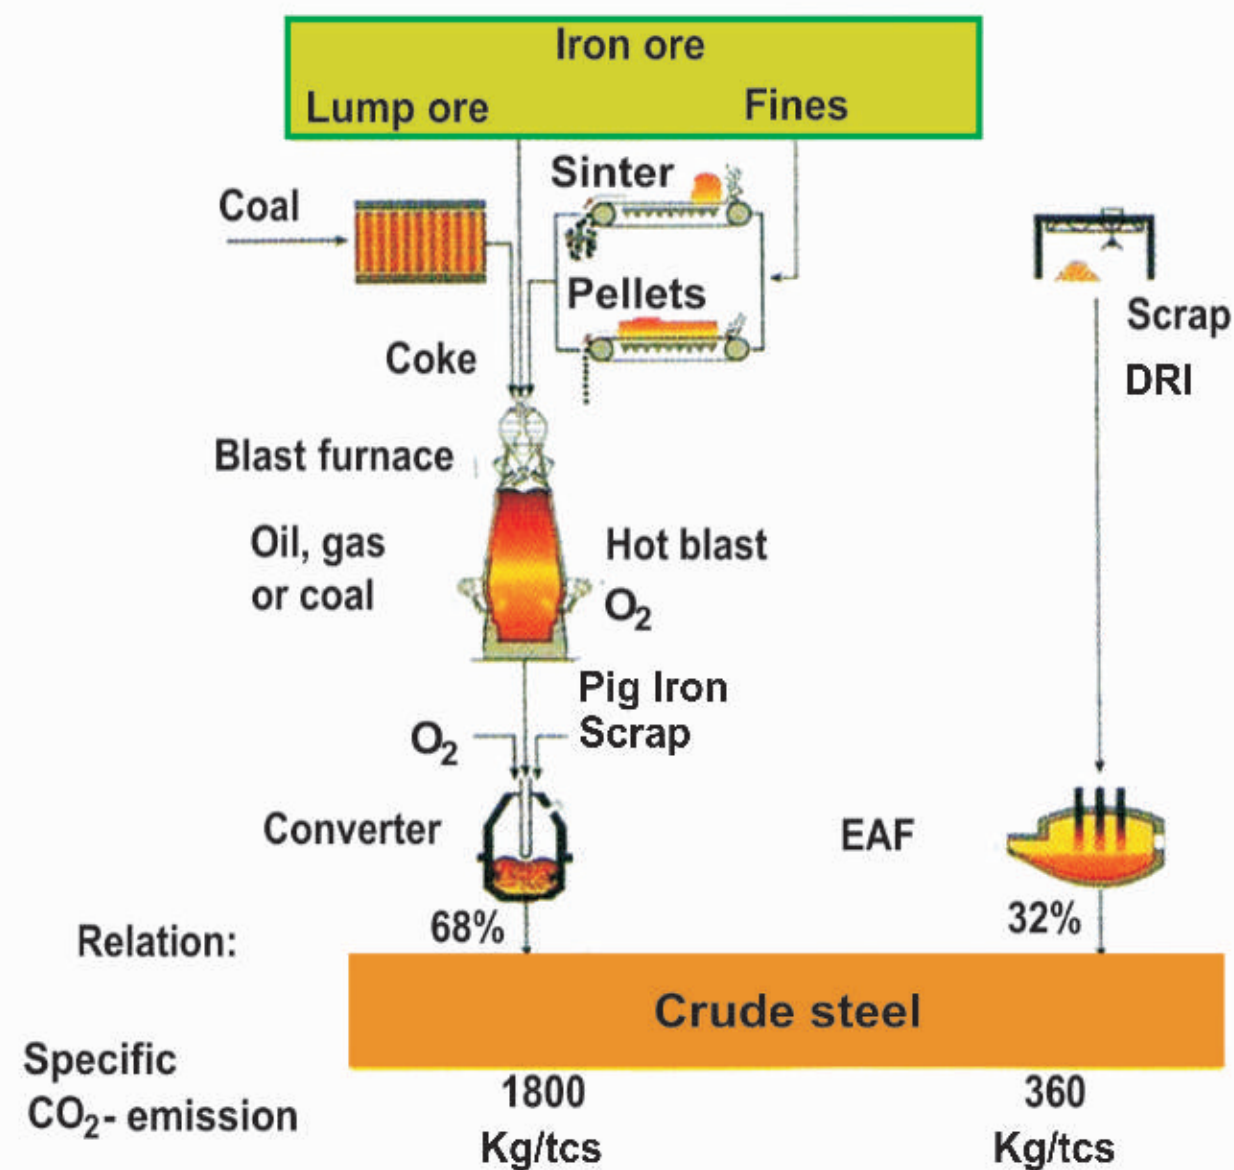 Iron ore
Lump ore
Fines
Sinter
Coal
Pellets
Scrap
DRI
Coke
Blast furnace
Oil, gas
or coal
Hot blast
O₂
Pig Iron
Scrap
O₂
Converter
EAF
68%
32%
Relation:
Crude steel
Specific
CO₂- emission
1800
Kg/tcs
360
Kg/tcs